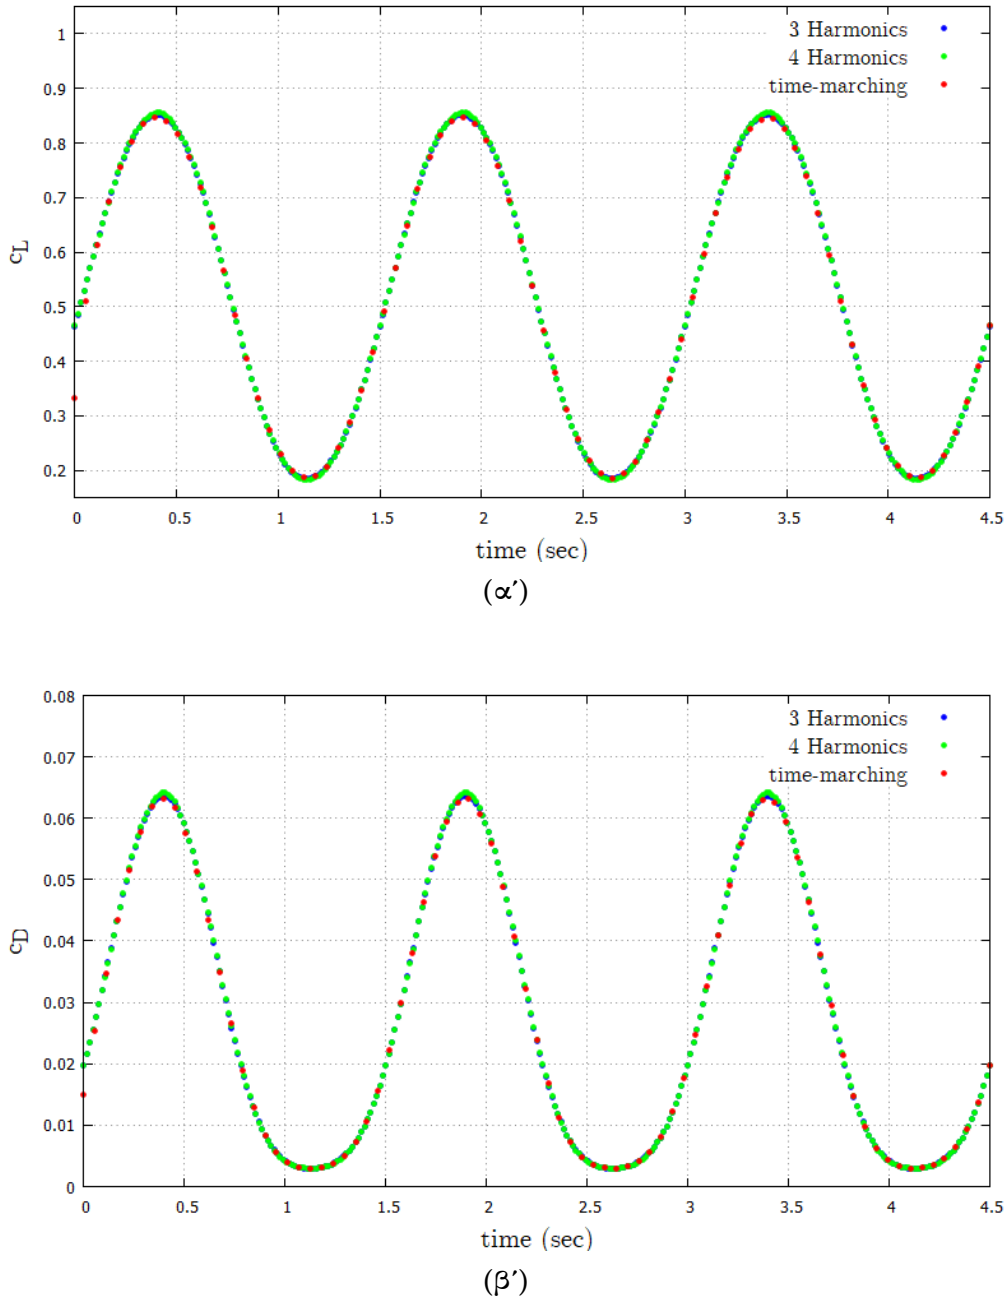 3 Harmonics
4 Harmonics
time-marching
1
0.9
0.8
0.7
0.6
0.5
0.4
0.3
0.2
c_L
0 0.5 1 1.5 2 2.5 3 3.5 4 4.5
time (sec)
(α΄)
3 Harmonics
4 Harmonics
time-marching
0.08
0.07
0.06
0.05
0.04
0.03
0.02
0.01
0
c_D
0 0.5 1 1.5 2 2.5 3 3.5 4 4.5
time (sec)
(β΄)